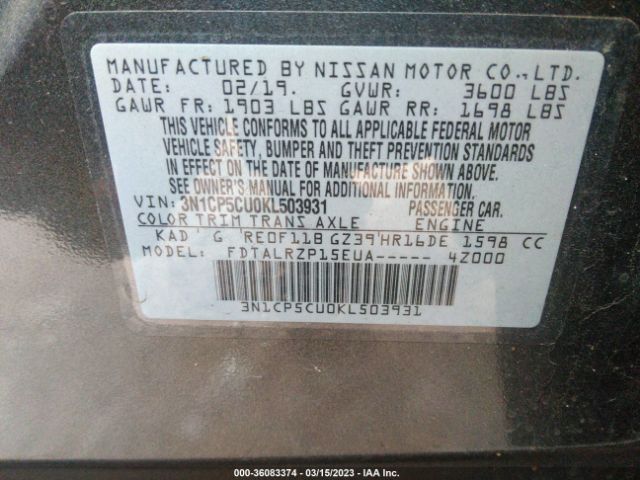 MANUFACTURED BY NISSAN MOTOR CO., LTD.
DATE: 02/19. GVWR: 3600 LBS
GAWR FR: 1903 LBS GAWR RR: 1698 LBS
THIS VEHICLE CONFORMS TO ALL APPLICABLE FEDERAL MOTOR
VEHICLE SAFETY, BUMPER AND THEFT PREVENTION STANDARDS
IN EFFECT ON THE DATE OF MANUFACTURE SHOWN ABOVE.
SEE OWNER'S MANUAL FOR ADDITIONAL INFORMATION.
VIN: 3N1CP5CU0KL503931 PASSENGER CAR.
COLOR TRIM TRANS AXLE ENGINE
KAD G RE0F11B GZ39 HR16DE 1598 CC
MODEL: FDTALRZP15EUA----- 4Z000
3N1CP5CU0KL503931
000-36083374 - 03/15/2023 - IAA Inc.